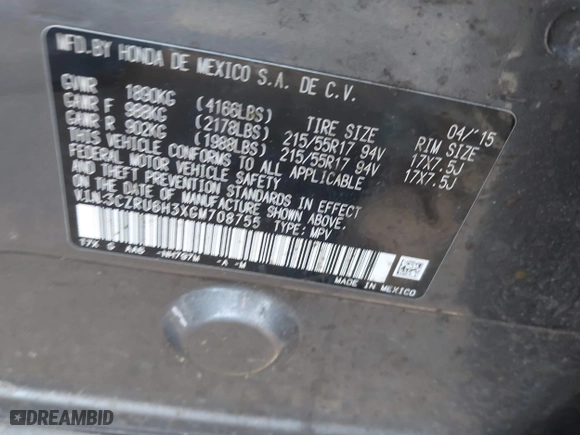 MFD.BY HONDA DE MEXICO S.A. DE C.V.
04/'15
GVWR 1890KG (4166LBS) TIRE SIZE RIM SIZE
GAWR F 988KG (2178LBS) 215/55R17 94V 17X7.5J
GAWR R 902KG (1988LBS) 215/55R17 94V 17X7.5J
THIS VEHICLE CONFORMS TO ALL APPLICABLE
FEDERAL MOTOR VEHICLE SAFETY
AND THEFT PREVENTION STANDARDS IN EFFECT
ON THE DATE OF MANUFACTURE SHOWN ABOVE.
V.I.N.:3CZRU6H3XGM708755 TYPE: MPV
T7X S AH6 -NH797M -A -M
MADE IN MEXICO
DREAMBID